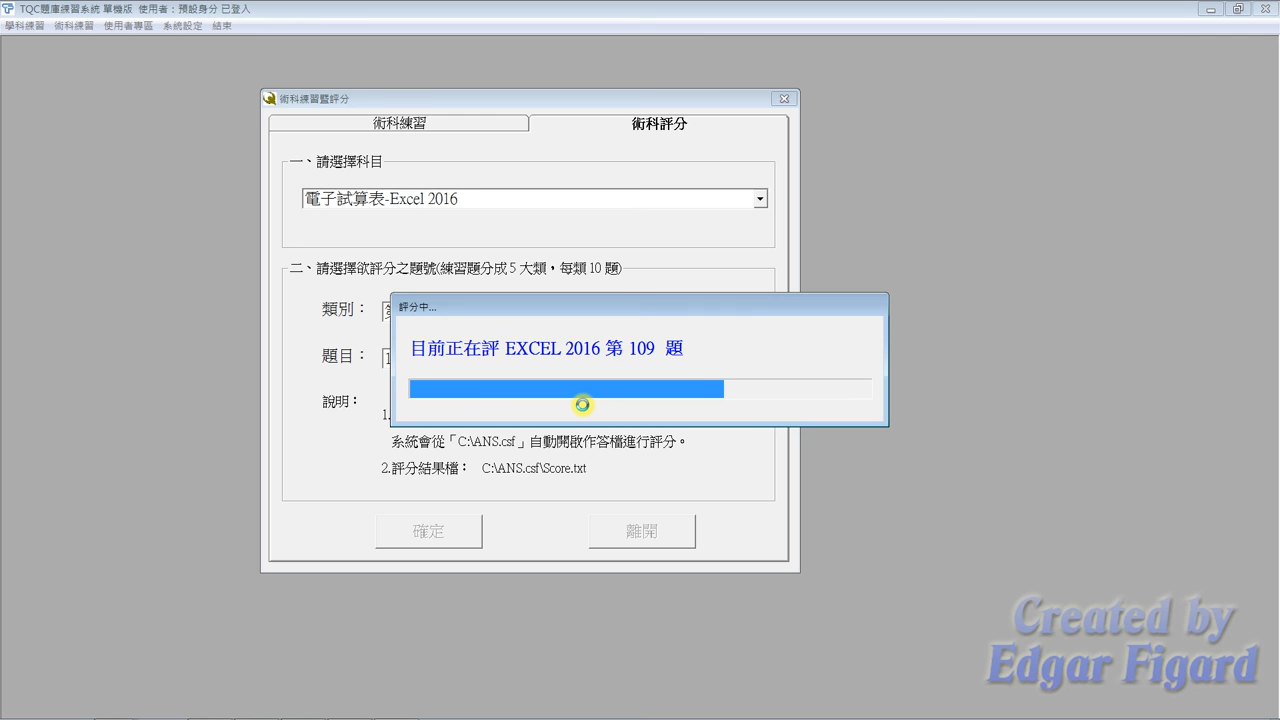 TQC題庫練習系統 單機版 使用者：預設身分 已登入
學科練習 術科練習 使用者專區 系統設定 結束
術科練習暨評分
術科練習 術科評分
一、請選擇科目
電子試算表-Excel 2016
二、請選擇欲評分之題號(練習題分成 5 大類，每類 10 題)
類別：
評分中...
目前正在評 EXCEL 2016 第 109 題
題目：
說明：
1.
系統會從「C:\ANS.csf」自動開啟作答檔進行評分。
2.評分結果檔： C:\ANS.csf\Score.txt
確定 離開
Created by
Edgar Figard